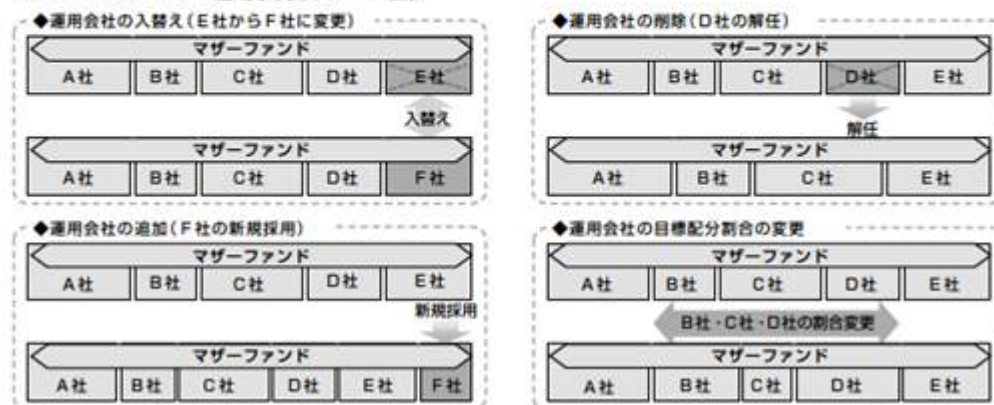 ◆運用会社の入替え(E社からF社に変更)
マザーファンド
A社 B社 C社 D社 E社
入替え
マザーファンド
A社 B社 C社 D社 F社
◆運用会社の削除(D社の解任)
マザーファンド
A社 B社 C社 D社 E社
解任
マザーファンド
A社 B社 C社 E社
◆運用会社の追加(F社の新規採用)
マザーファンド
A社 B社 C社 D社 E社
新規採用
マザーファンド
A社 B社 C社 D社 E社 F社
◆運用会社の目標配分割合の変更
マザーファンド
A社 B社 C社 D社 E社
B社・C社・D社の割合変更
マザーファンド
A社 B社 C社 D社 E社